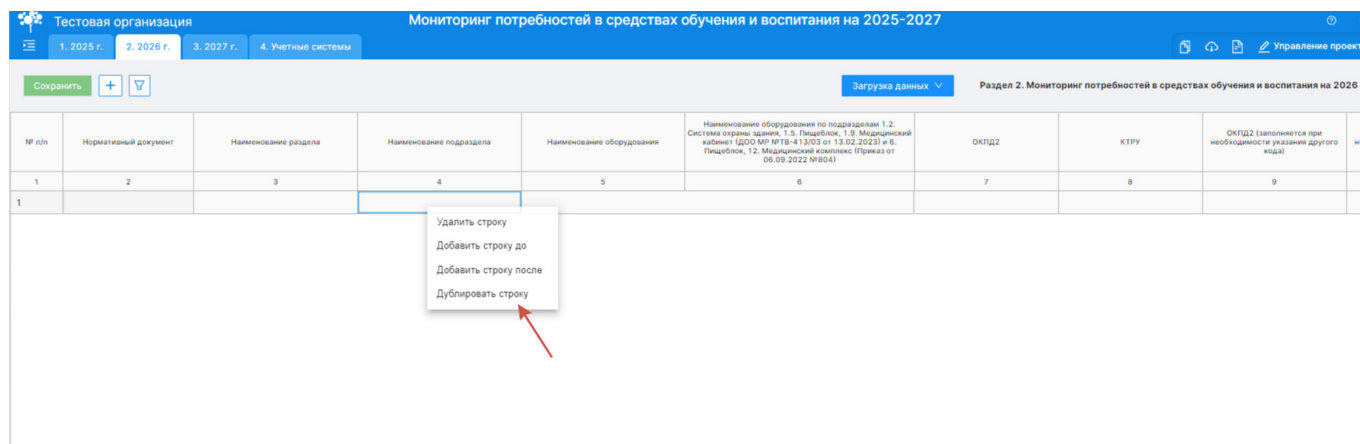 Тестовая организация
Мониторинг потребностей в средствах обучения и воспитания на 2025-2027
1. 2025 г.
2. 2026 г.
3. 2027 г.
4. Учетные системы
Управление проект
Сохранить
Загрузка данных
Раздел 2. Мониторинг потребностей в средствах обучения и воспитания на 2026
№ п/п
Нормативный документ
Наименование раздела
Наименование подраздела
Наименование оборудования
Наименование оборудования по подразделам 1.2.
Система охраны здания, 1.5. Пищеблок, 1.9. Медицинский
кабинет (ДОО МР №ТВ-413/03 от 13.02.2023) и 6.
Пищеблок, 12. Медицинский комплекс (Приказ от
06.09.2022 №804)
ОКПД2
КТРУ
ОКПД2 (заполняется при
необходимости указания другого
кода)
1
2
3
4
5
6
7
8
9
1
Удалить строку
Добавить строку до
Добавить строку после
Дублировать строку